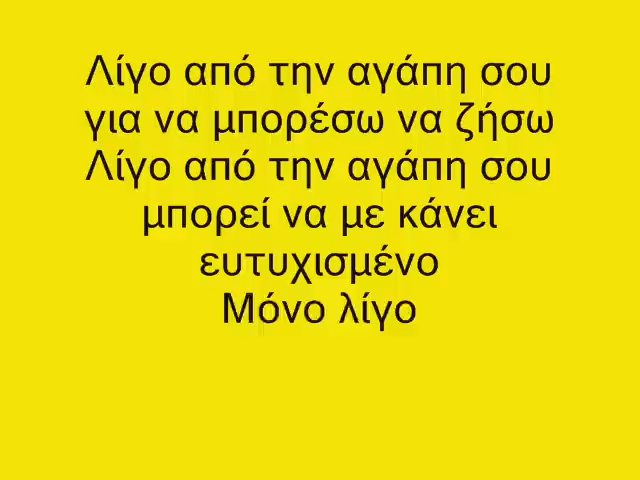 Λίγο από την αγάπη σου
για να μπορέσω να ζήσω
Λίγο από την αγάπη σου
μπορεί να με κάνει
ευτυχισμένο
Μόνο λίγο